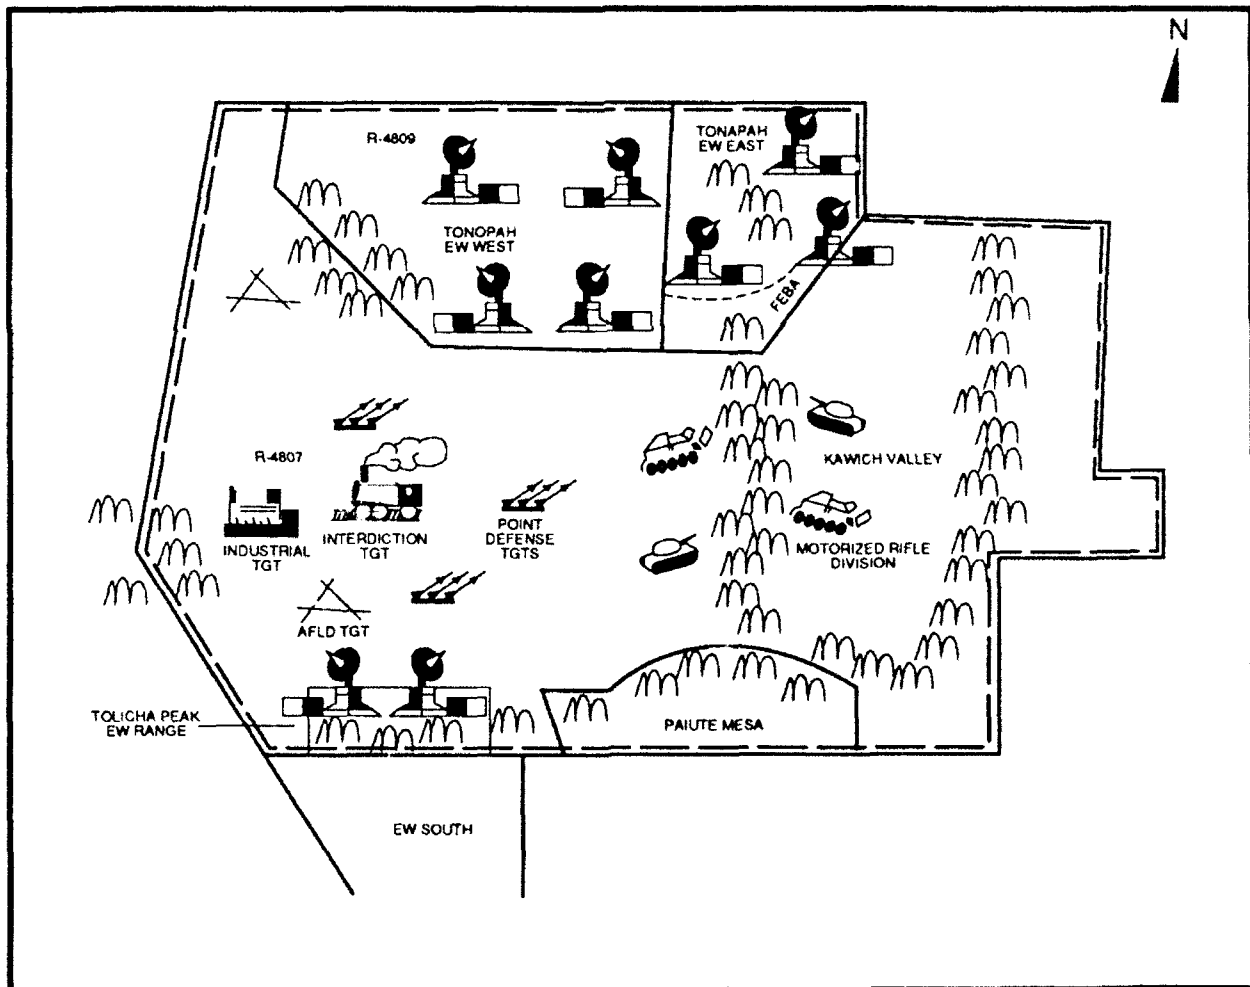 N
R-4809
TONAPAH
EW EAST
TONOPAH
EW WEST
FEBA
R-4807
KAWICH VALLEY
INDUSTRIAL
TGT
INTERDICTION
TGT
POINT
DEFENSE
TGTS
MOTORIZED RIFLE
DIVISION
AFLD TGT
TOLICHA PEAK
EW RANGE
PAIUTE MESA
EW SOUTH